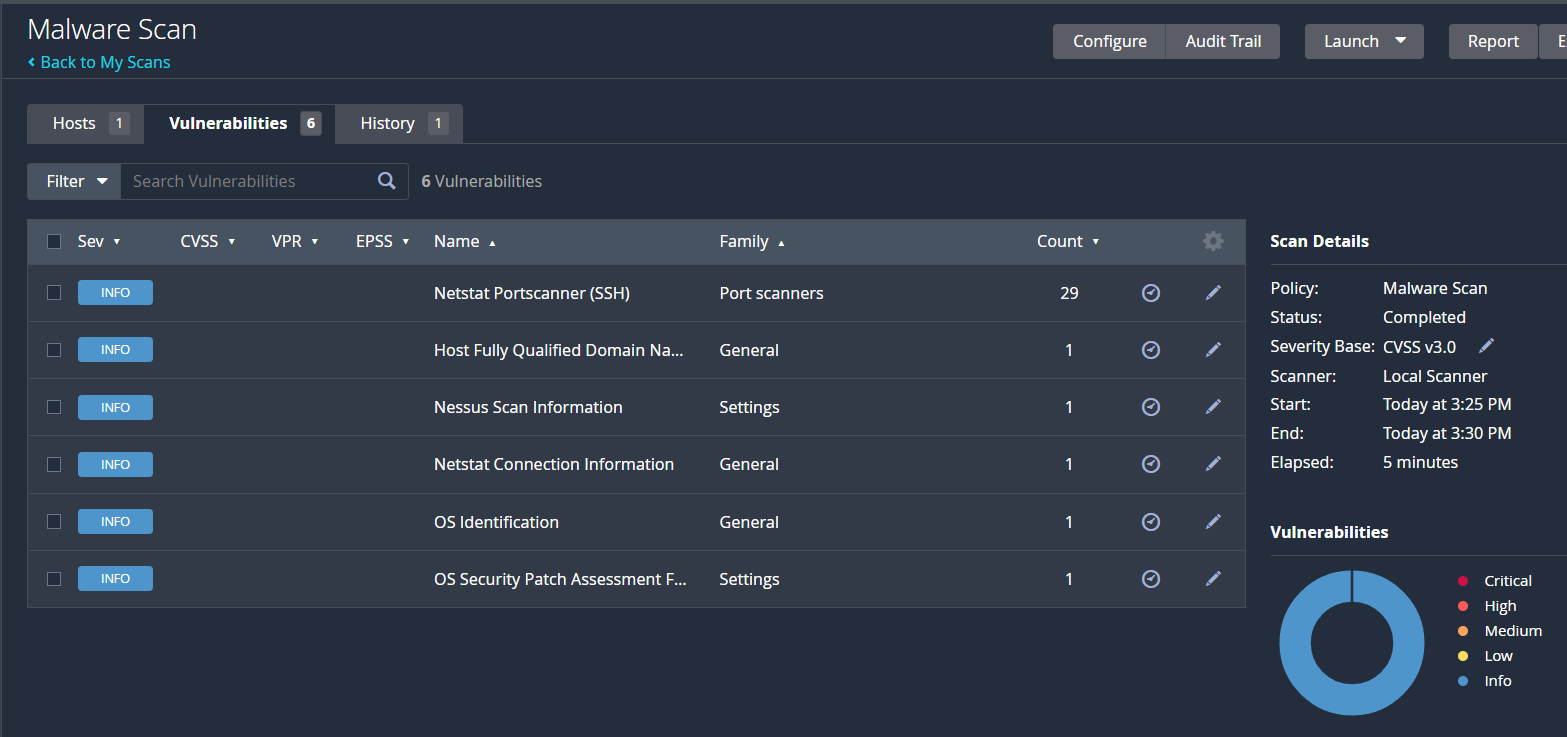 Malware Scan
Back to My Scans
Configure Audit Trail Launch Report E
Hosts 1 Vulnerabilities 6 History 1
Filter Search Vulnerabilities 6 Vulnerabilities
Sev CVSS VPR EPSS Name Family Count
INFO Netstat Portscanner (SSH) Port scanners 29
INFO Host Fully Qualified Domain Na... General 1
INFO Nessus Scan Information Settings 1
INFO Netstat Connection Information General 1
INFO OS Identification General 1
INFO OS Security Patch Assessment F... Settings 1
Scan Details
Policy: Malware Scan
Status: Completed
Severity Base: CVSS v3.0
Scanner: Local Scanner
Start: Today at 3:25 PM
End: Today at 3:30 PM
Elapsed: 5 minutes
Vulnerabilities
Critical
High
Medium
Low
Info